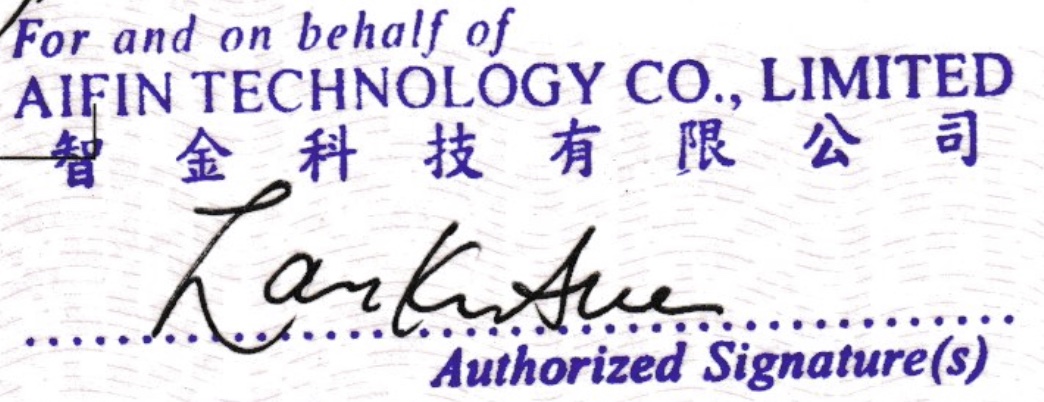 For and on behalf of
AIFIN TECHNOLOGY CO., LIMITED
智金科技有限公司
Authorized Signature(s)